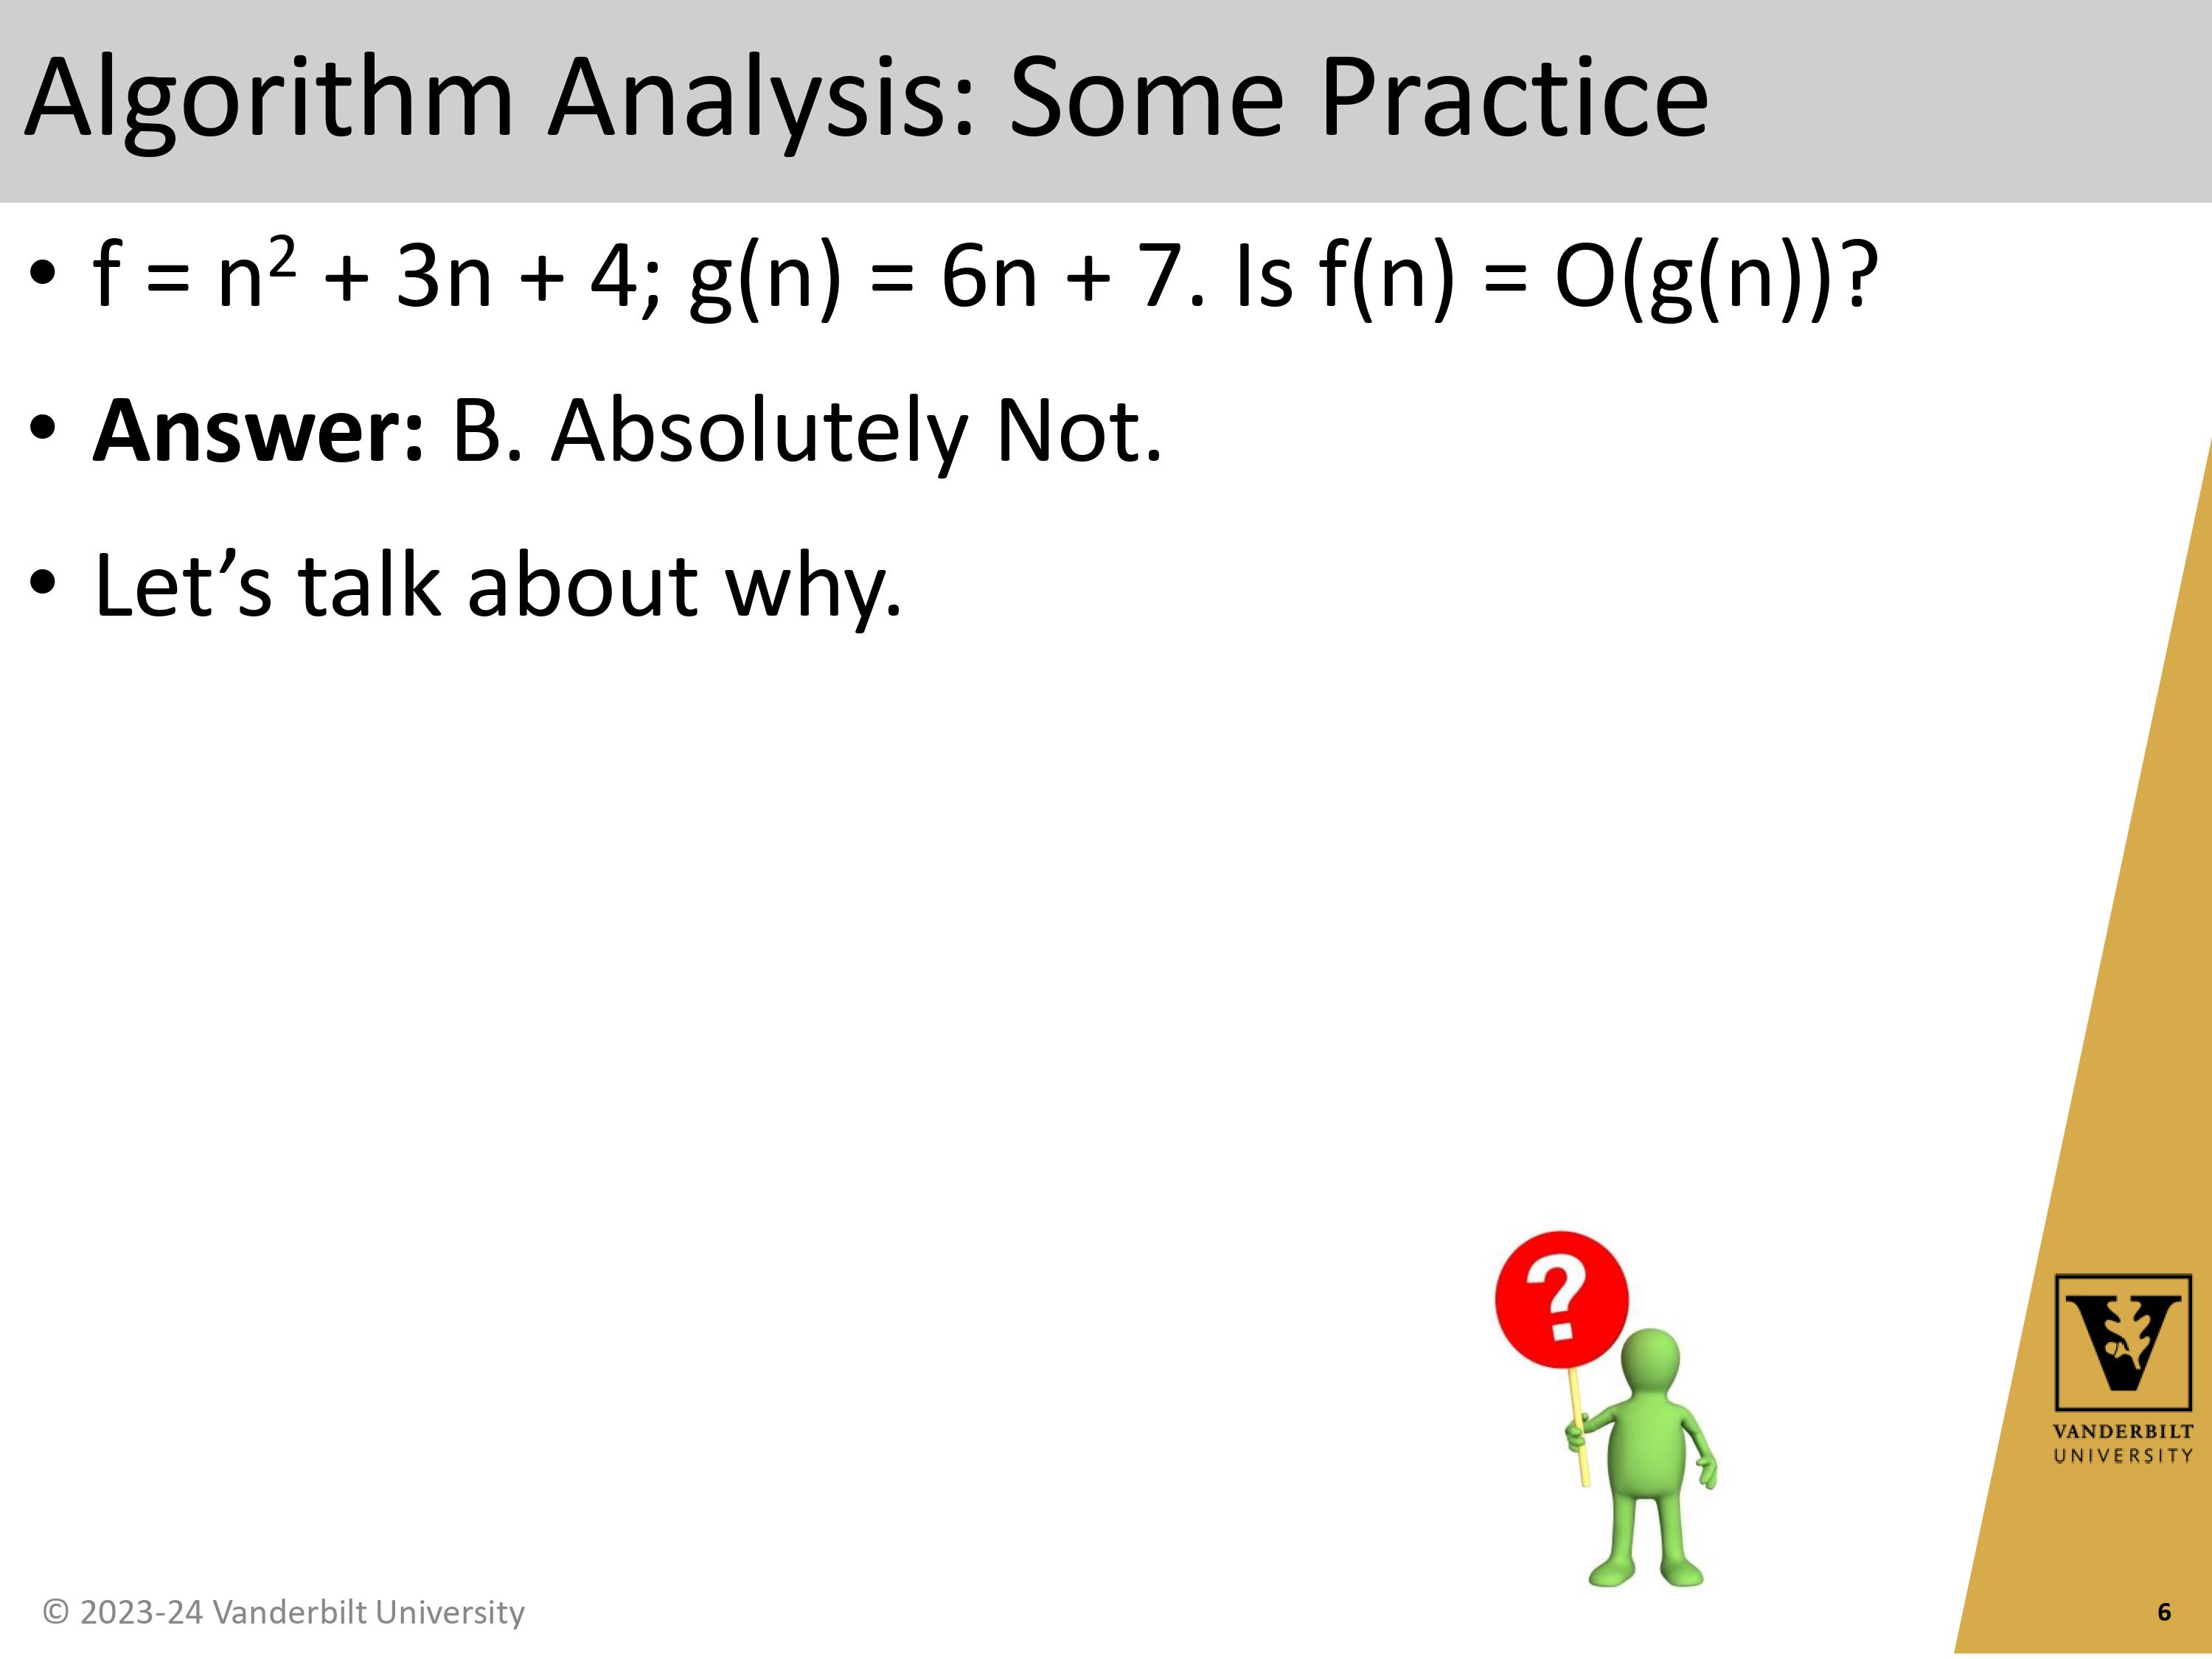 Algorithm Analysis: Some Practice
• f = n² + 3n + 4; g(n) = 6n + 7. Is f(n) = O(g(n))?
• Answer: B. Absolutely Not.
• Let’s talk about why.
?
V
VANDERBILT
UNIVERSITY
© 2023-24 Vanderbilt University
6